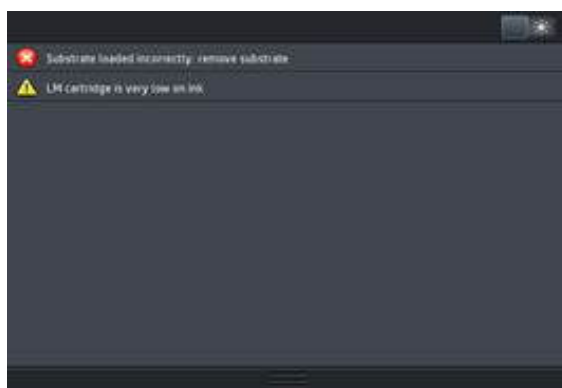 Substrate loaded incorrectly: remove substrate
LM cartridge is very low on ink